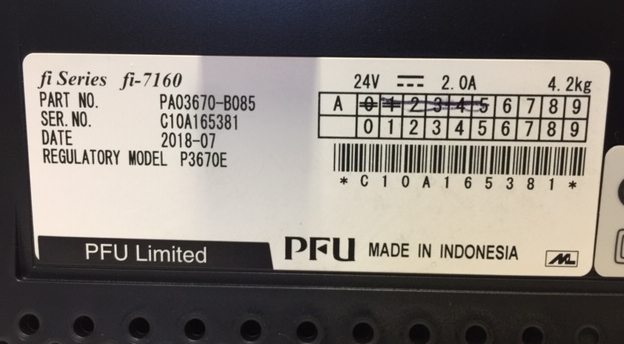 fi Series fi-7160
24V ⎓ 2.0A 4.2kg
PART NO. PA03670-B085
SER.NO. C10A165381
DATE 2018-07
REGULATORY MODEL P3670E
A 0 1 2 3 4 5 6 7 8 9
0 1 2 3 4 5 6 7 8 9
*C10A165381*
PFU Limited
PFU MADE IN INDONESIA